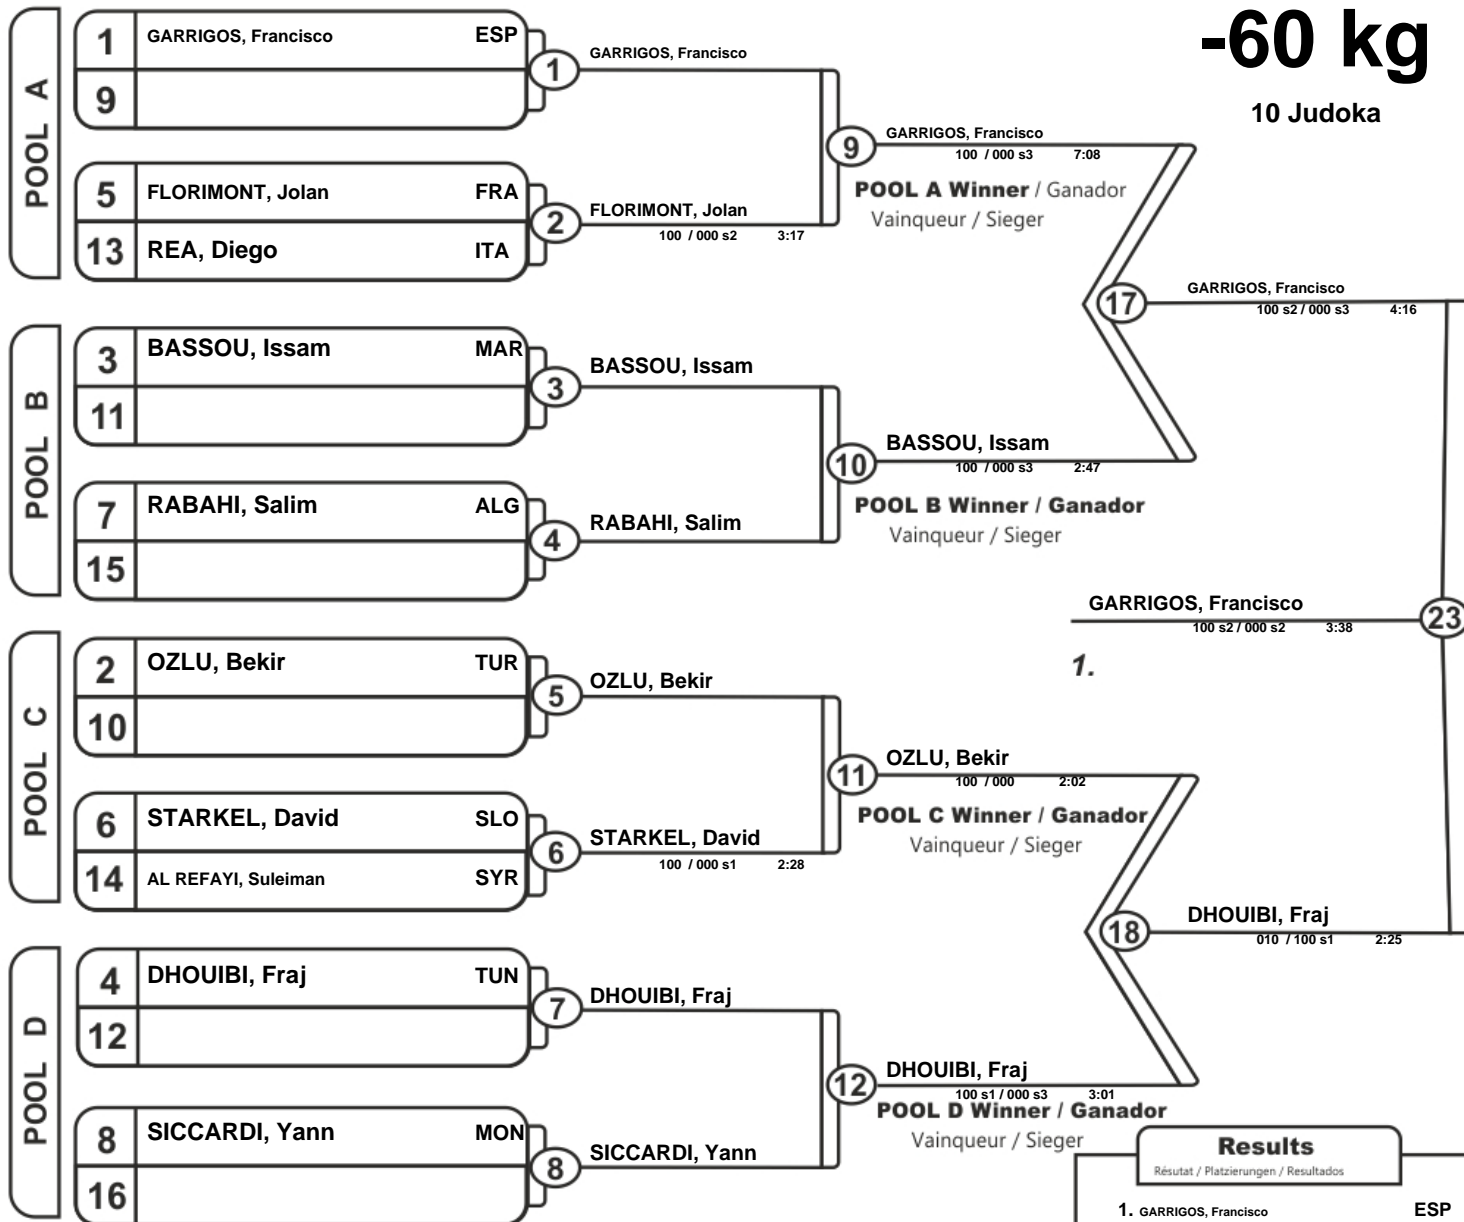 -60 kg
10 Judoka
POOL A
1 GARRIGOS, Francisco ESP
9
5 FLORIMONT, Jolan FRA
13 REA, Diego ITA
1 GARRIGOS, Francisco
2 FLORIMONT, Jolan
100 / 000 s2 3:17
9 GARRIGOS, Francisco
100 / 000 s3 7:08
POOL A Winner / Ganador
Vainqueur / Sieger
POOL B
3 BASSOU, Issam MAR
11
7 RABAHI, Salim ALG
15
3 BASSOU, Issam
4 RABAHI, Salim
10 BASSOU, Issam
100 / 000 s3 2:47
POOL B Winner / Ganador
Vainqueur / Sieger
17 GARRIGOS, Francisco
100 s2 / 000 s3 4:16
GARRIGOS, Francisco 23
100 s2 / 000 s2 3:38
1.
POOL C
2 OZLU, Bekir TUR
10
6 STARKEL, David SLO
14 AL REFAYI, Suleiman SYR
5 OZLU, Bekir
6 STARKEL, David
100 / 000 s1 2:28
11 OZLU, Bekir
100 / 000 2:02
POOL C Winner / Ganador
Vainqueur / Sieger
18 DHOUIBI, Fraj
010 / 100 s1 2:25
POOL D
4 DHOUIBI, Fraj TUN
12
8 SICCARDI, Yann MON
16
7 DHOUIBI, Fraj
8 SICCARDI, Yann
12 DHOUIBI, Fraj
100 s1 / 000 s3 3:01
POOL D Winner / Ganador
Vainqueur / Sieger
Results
Résutat / Platzierungen / Resultados
1. GARRIGOS, Francisco ESP